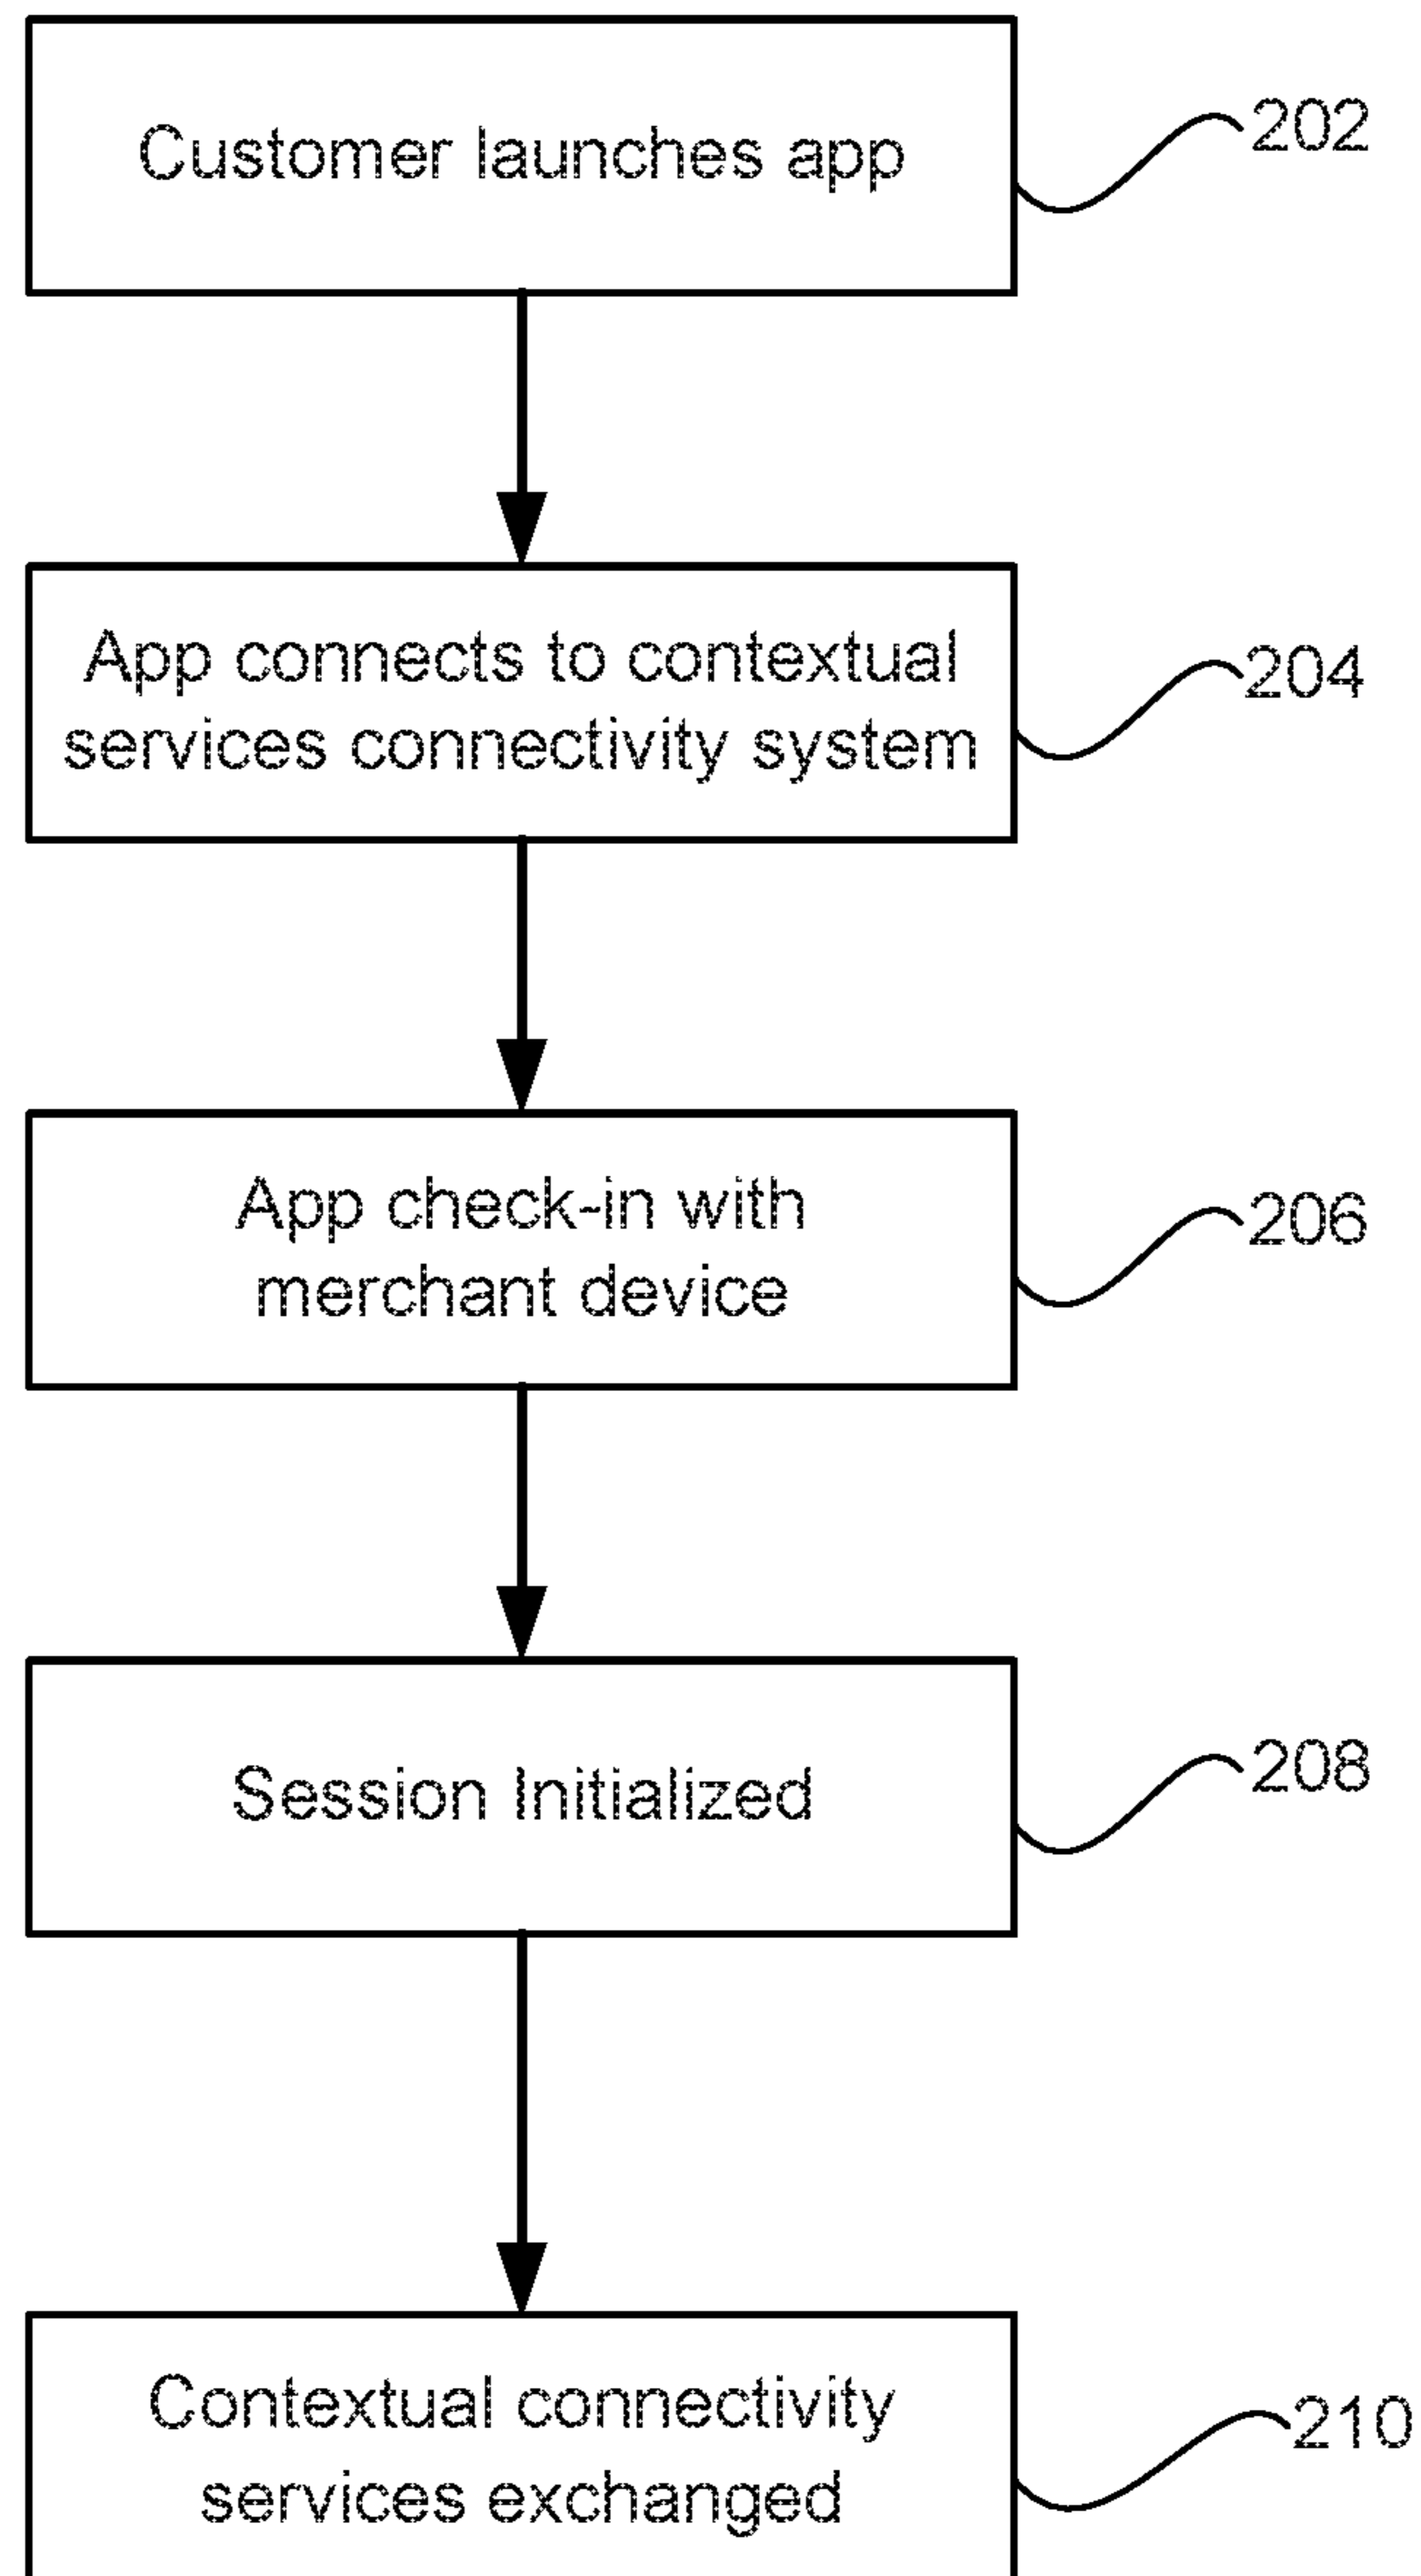 Customer launches app
202
App connects to contextual
services connectivity system
204
App check-in with
merchant device
206
Session Initialized
208
Contextual connectivity
services exchanged
210